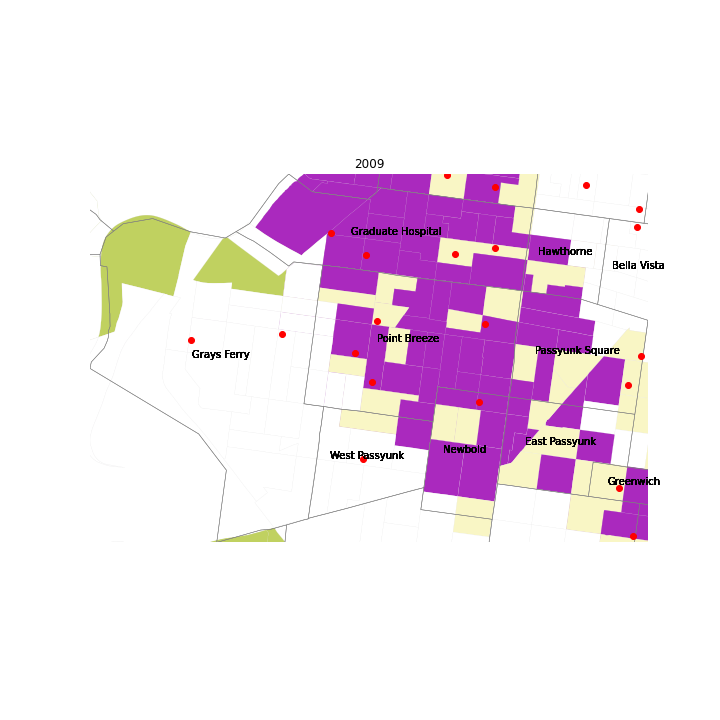 2009
Graduate Hospital
Hawthorne
Bella Vista
Point Breeze
Grays Ferry
Passyunk Square
East Passyunk
Newbold
West Passyunk
Greenwich